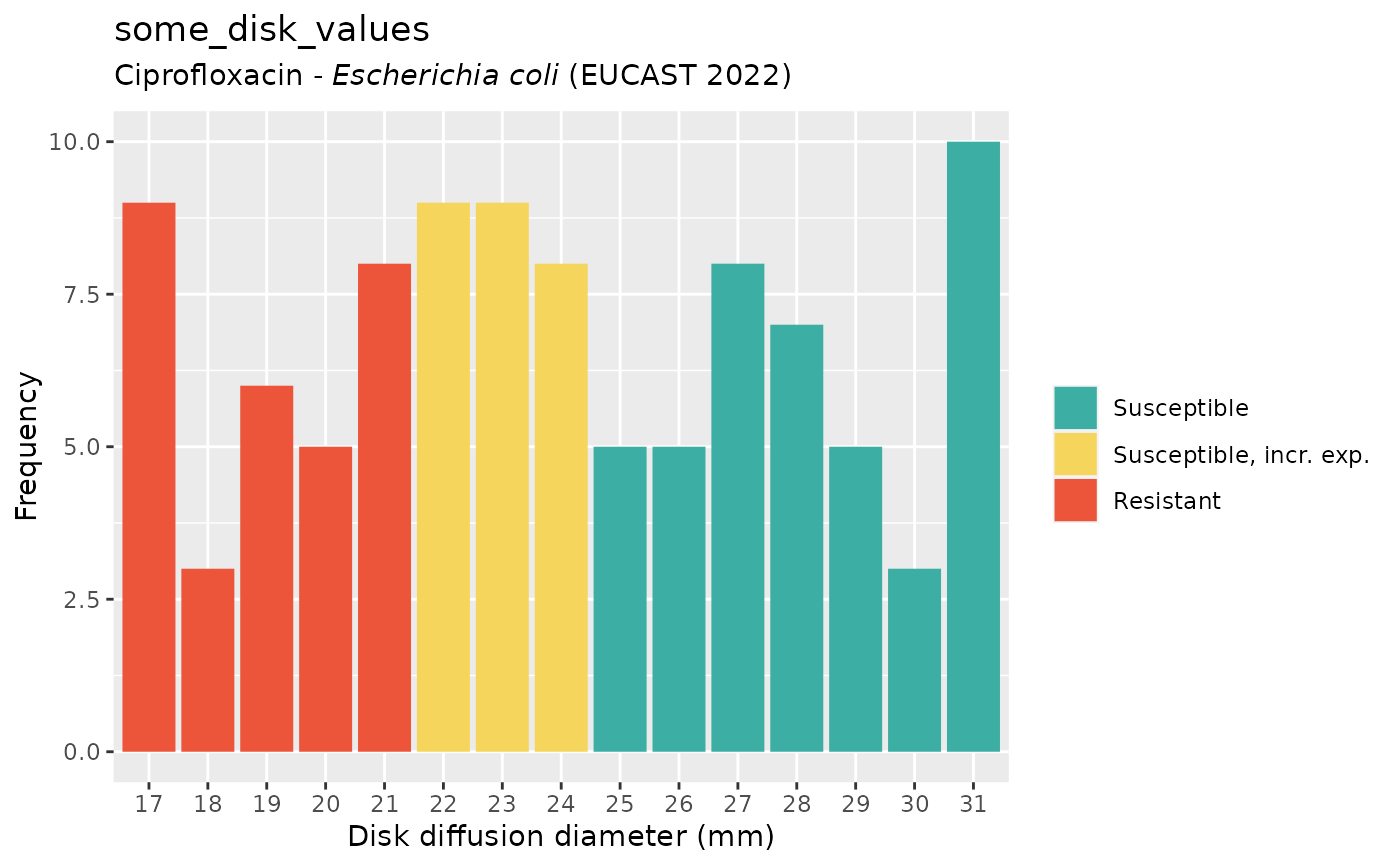 some_disk_values
Ciprofloxacin - Escherichia coli (EUCAST 2022)
Frequency
10.0
7.5
5.0
2.5
0.0
17 18 19 20 21 22 23 24 25 26 27 28 29 30 31
Disk diffusion diameter (mm)
Susceptible
Susceptible, incr. exp.
Resistant